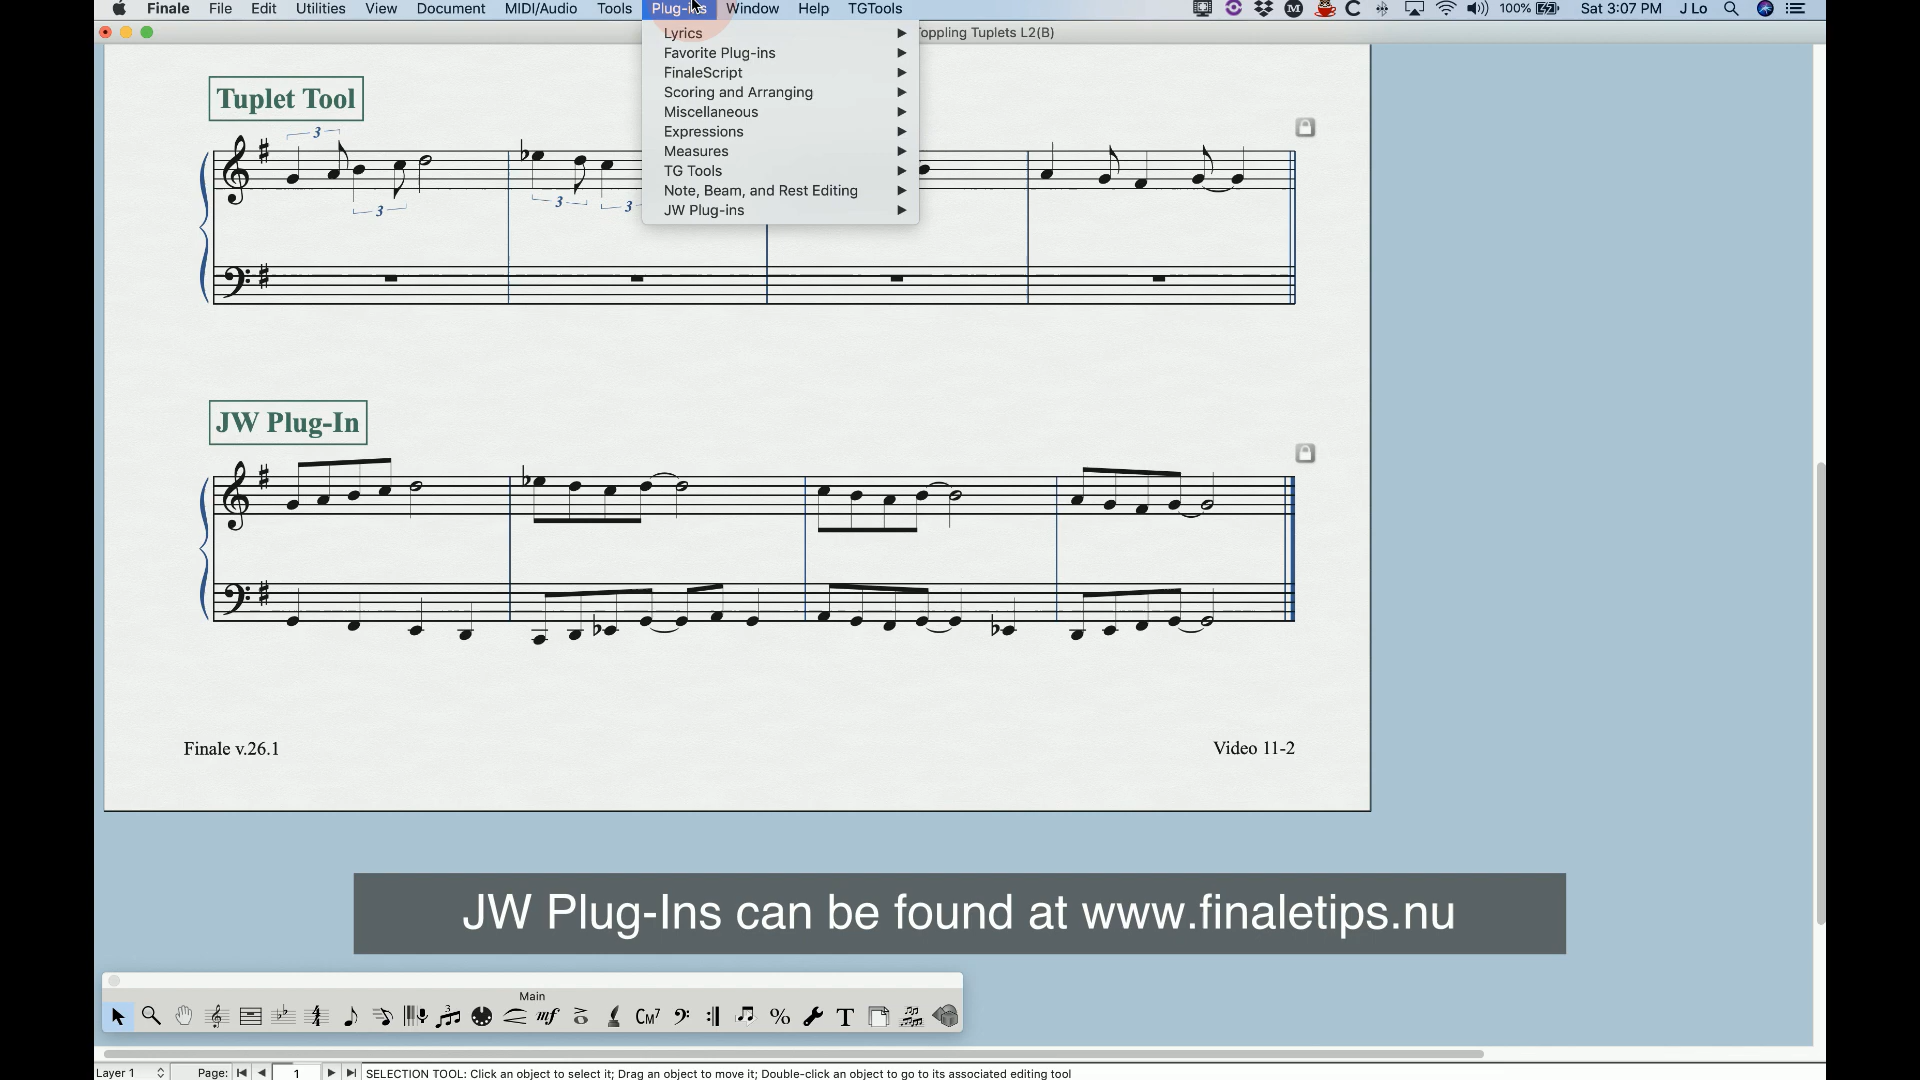 Finale File Edit Utilities View Document MIDI/Audio Tools Plug-ins Window Help TGTools 100% Sat 3:07 PM J Lo
oppling Tuplets L2(B)
Lyrics
Favorite Plug-ins
FinaleScript
Scoring and Arranging
Miscellaneous
Expressions
Measures
TG Tools
Note, Beam, and Rest Editing
JW Plug-ins
Tuplet Tool
3
3 3 3
JW Plug-In
Finale v.26.1 Video 11-2
JW Plug-Ins can be found at www.finaletips.nu
Main
mf CM7 % T
Layer 1 Page: 1 SELECTION TOOL: Click an object to select it; Drag an object to move it; Double-click an object to go to its associated editing tool